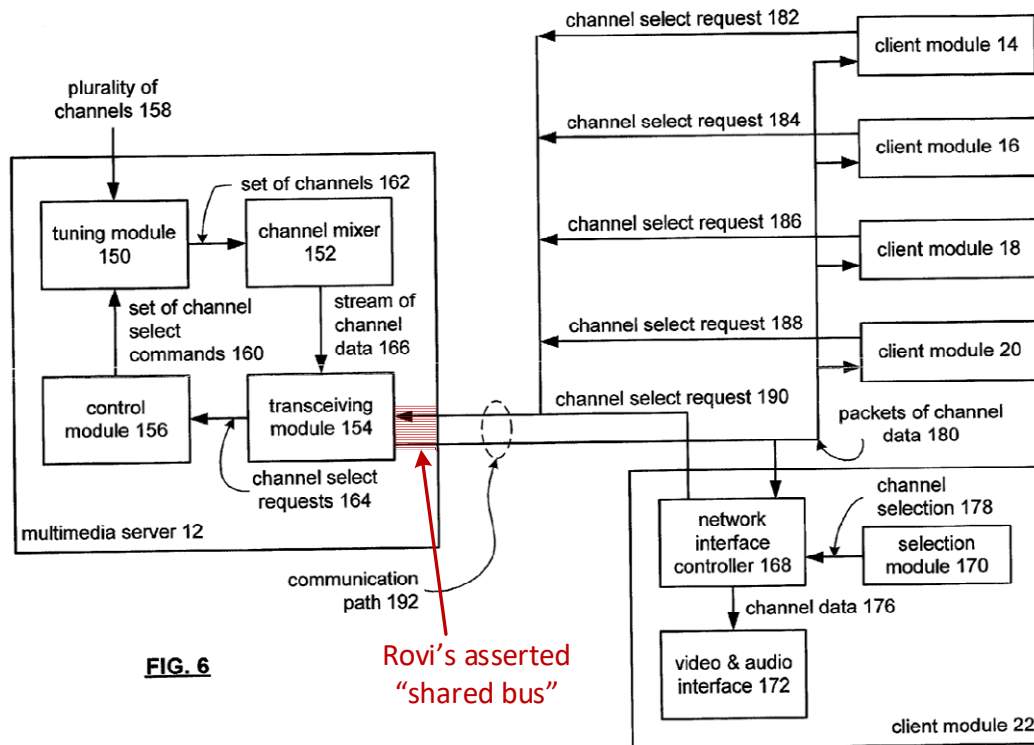 channel select request 182
client module 14
plurality of
channels 158
channel select request 184
client module 16
set of channels 162
tuning module
150
channel mixer
152
channel select request 186
client module 18
set of channel
select
commands 160
stream of
channel
data 166
channel select request 188
client module 20
control
module 156
transceiving
module 154
channel select request 190
packets of channel
data 180
channel select
requests 164
multimedia server 12
channel
selection 178
network
interface
controller 168
selection
module 170
communication
path 192
channel data 176
FIG. 6
Rovi's asserted
“shared bus”
video & audio
interface 172
client module 22